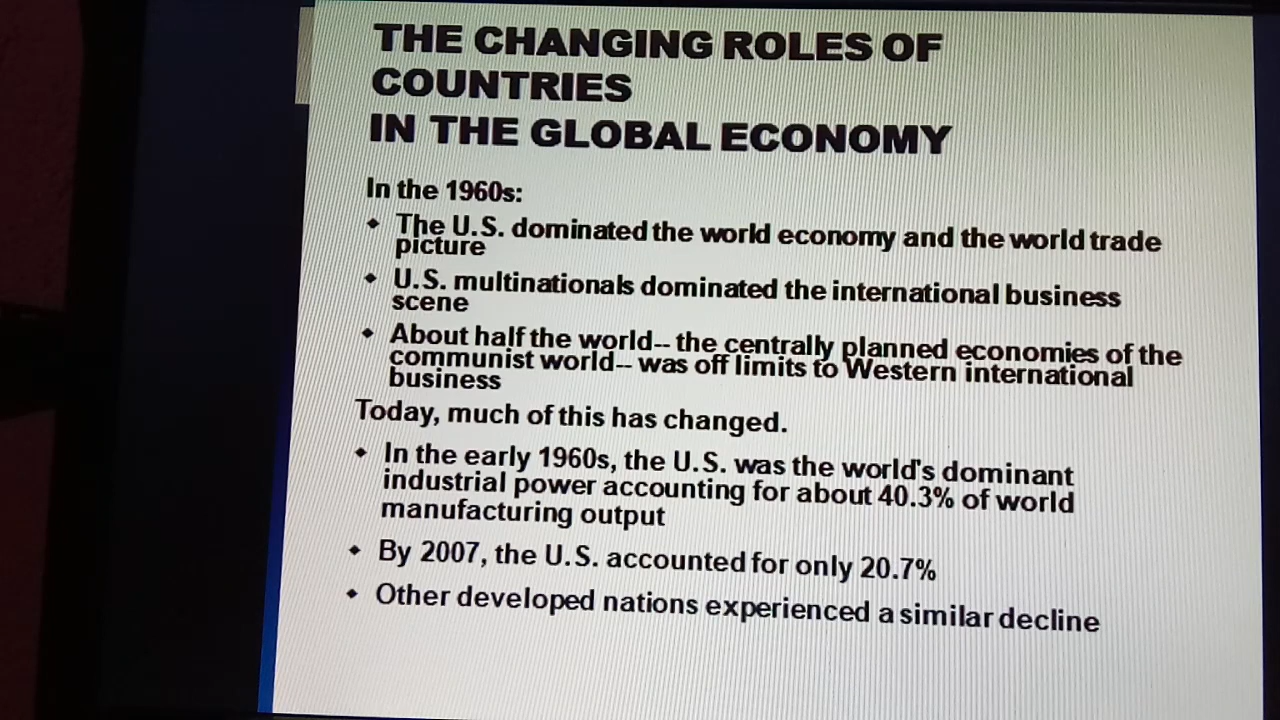 THE CHANGING ROLES OF
COUNTRIES
IN THE GLOBAL ECONOMY
In the 1960s:
The U.S. dominated the world economy and the world trade
picture
U.S. multinationals dominated the international business
scene
About half the world-- the centrally planned economies of the
communist world-- was off limits to Western international
business
Today, much of this has changed.
In the early 1960s, the U.S. was the world's dominant
industrial power accounting for about 40.3% of world
manufacturing output
By 2007, the U.S. accounted for only 20.7%
Other developed nations experienced a similar decline